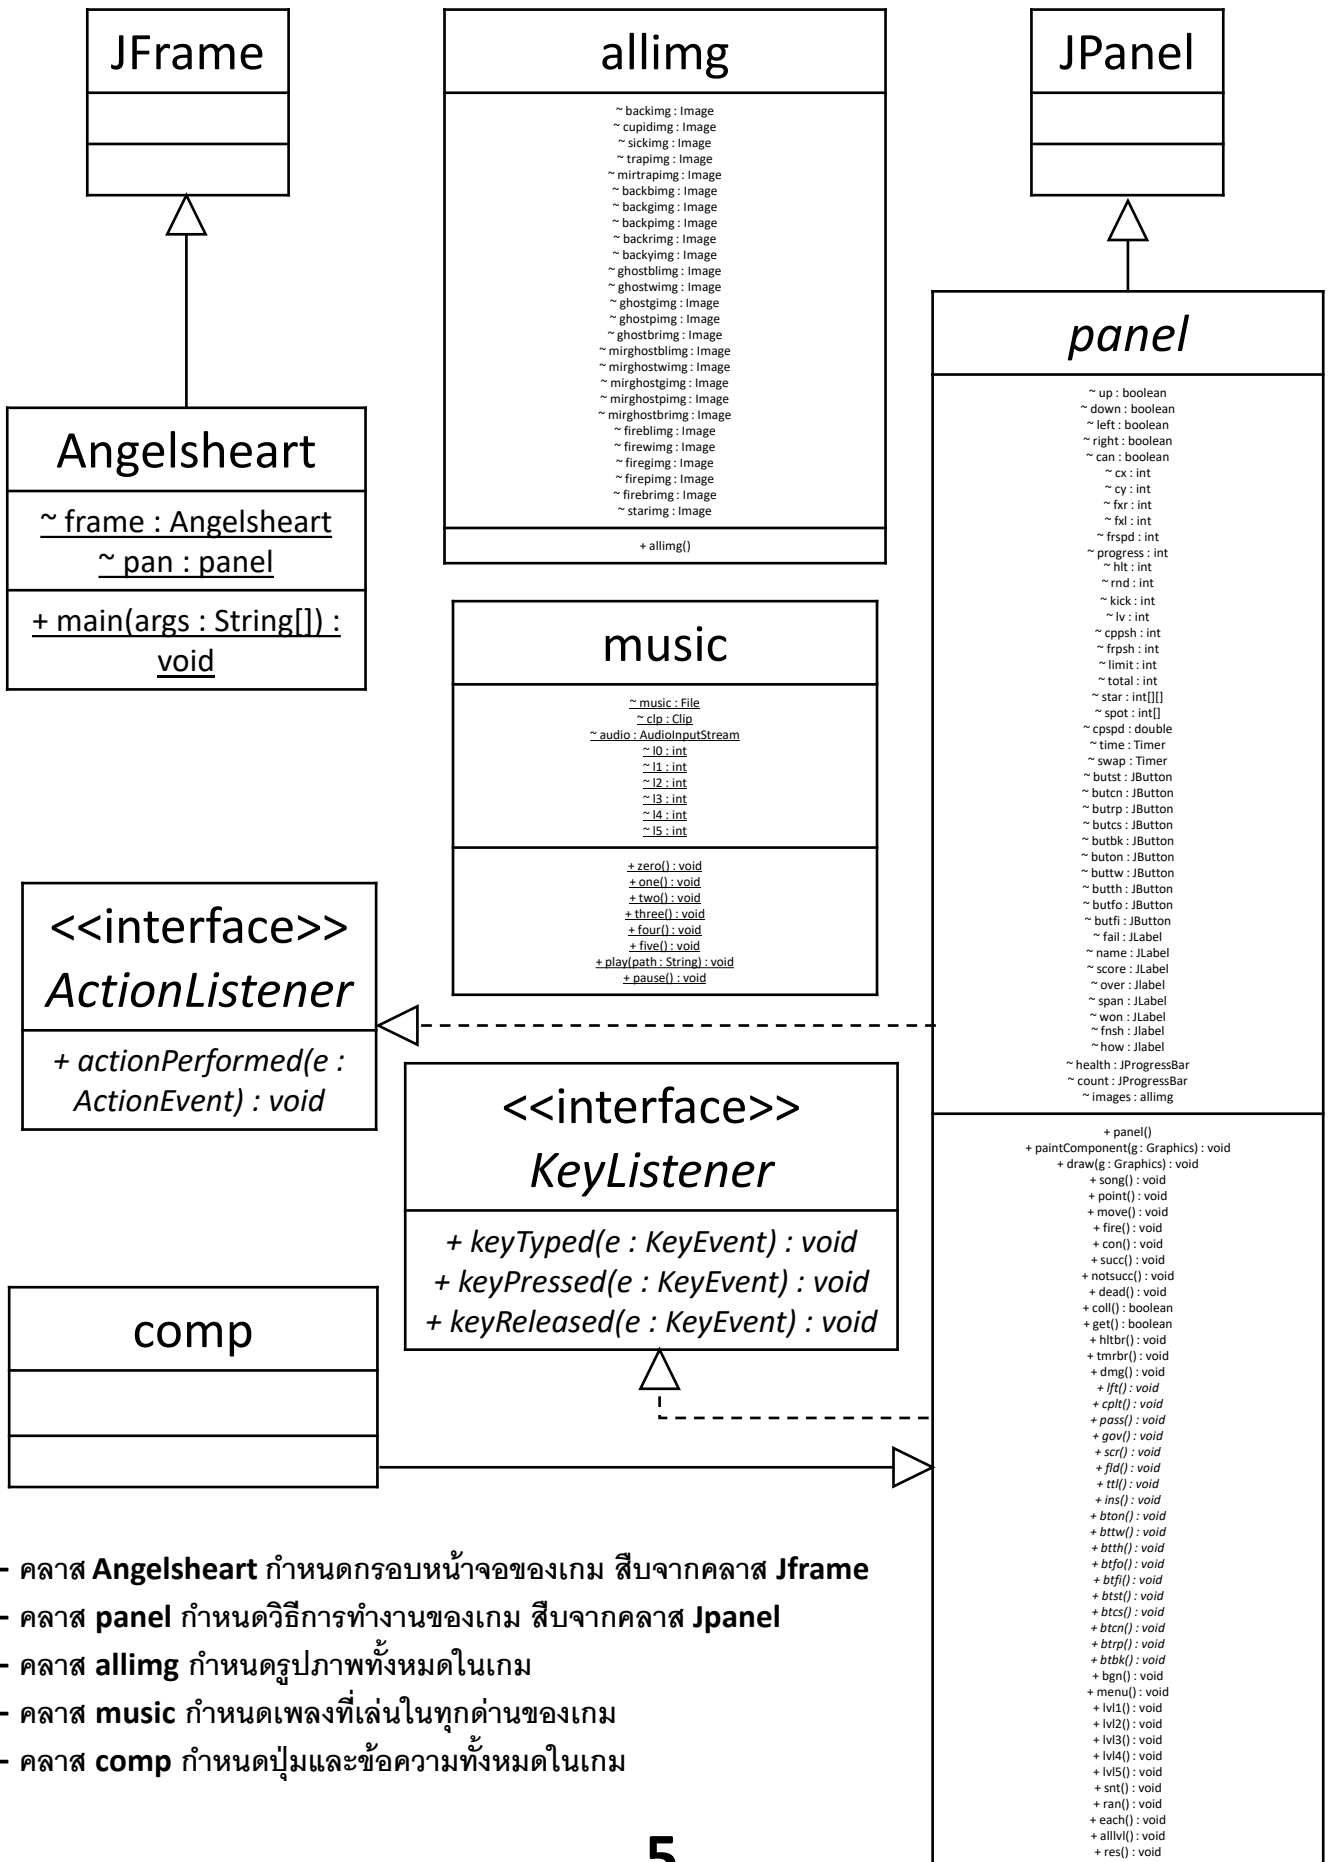 JFrame
Angelsheart
~ frame : Angelsheart
~ pan : panel
+ main(args : String[]) :
void
allimg
~ backimg : Image
~ cupidimg : Image
~ sickimg : Image
~ trapimg : Image
~ mirtrapimg : Image
~ backbimg : Image
~ backgimg : Image
~ backpimg : Image
~ backrimg : Image
~ backyimg : Image
~ ghostblimg : Image
~ ghostwimg : Image
~ ghostgimg : Image
~ ghostpimg : Image
~ ghostbrimg : Image
~ mirghostblimg : Image
~ mirghostwimg : Image
~ mirghostgimg : Image
~ mirghostpimg : Image
~ mirghostbrimg : Image
~ fireblimg : Image
~ firewimg : Image
~ firegimg : Image
~ firepimg : Image
~ firebrimg : Image
~ starimg : Image
+ allimg()
music
~ music : File
~ clp : Clip
~ audio : AudioInputStream
~ l0 : int
~ l1 : int
~ l2 : int
~ l3 : int
~ l4 : int
~ l5 : int
+ zero() : void
+ one() : void
+ two() : void
+ three() : void
+ four() : void
+ five() : void
+ play(path : String) : void
+ pause() : void
<<interface>>
ActionListener
+ actionPerformed(e :
ActionEvent) : void
<<interface>>
KeyListener
+ keyTyped(e : KeyEvent) : void
+ keyPressed(e : KeyEvent) : void
+ keyReleased(e : KeyEvent) : void
comp
JPanel
panel
~ up : boolean
~ down : boolean
~ left : boolean
~ right : boolean
~ can : boolean
~ cx : int
~ cy : int
~ fxr : int
~ fxl : int
~ frspd : int
~ progress : int
~ hlt : int
~ rnd : int
~ kick : int
~ lv : int
~ cppsh : int
~ frpsh : int
~ limit : int
~ total : int
~ star : int[][]
~ spot : int[]
~ cpspd : double
~ time : Timer
~ swap : Timer
~ butst : JButton
~ butcn : JButton
~ butrp : JButton
~ butcs : JButton
~ butbk : JButton
~ buton : JButton
~ buttw : JButton
~ butth : JButton
~ butfo : JButton
~ butfi : JButton
~ fail : JLabel
~ name : JLabel
~ score : JLabel
~ over : Jlabel
~ span : JLabel
~ won : JLabel
~ fnsh : Jlabel
~ how : Jlabel
~ health : JProgressBar
~ count : JProgressBar
~ images : allimg
+ panel()
+ paintComponent(g : Graphics) : void
+ draw(g : Graphics) : void
+ song() : void
+ point() : void
+ move() : void
+ fire() : void
+ con() : void
+ succ() : void
+ notsucc() : void
+ dead() : void
+ coll() : boolean
+ get() : boolean
+ hltbr() : void
+ tmrbr() : void
+ dmg() : void
+ lft() : void
+ cplt() : void
+ pass() : void
+ gov() : void
+ scr() : void
+ fld() : void
+ ttl() : void
+ ins() : void
+ bton() : void
+ bttw() : void
+ btth() : void
+ btfo() : void
+ btfi() : void
+ btst() : void
+ btcs() : void
+ btcn() : void
+ btrp() : void
+ btbk() : void
+ bgn() : void
+ menu() : void
+ lvl1() : void
+ lvl2() : void
+ lvl3() : void
+ lvl4() : void
+ lvl5() : void
+ snt() : void
+ ran() : void
+ each() : void
+ alllvl() : void
+ res() : void
- คลาส Angelsheart กำหนดกรอบหน้าจอของเกม สืบจากคลาส Jframe
- คลาส panel กำหนดวิธีการทำงานของเกม สืบจากคลาส Jpanel
- คลาส allimg กำหนดรูปภาพทั้งหมดในเกม
- คลาส music กำหนดเพลงที่เล่นในทุกด่านของเกม
- คลาส comp กำหนดปุ่มและข้อความทั้งหมดในเกม
5